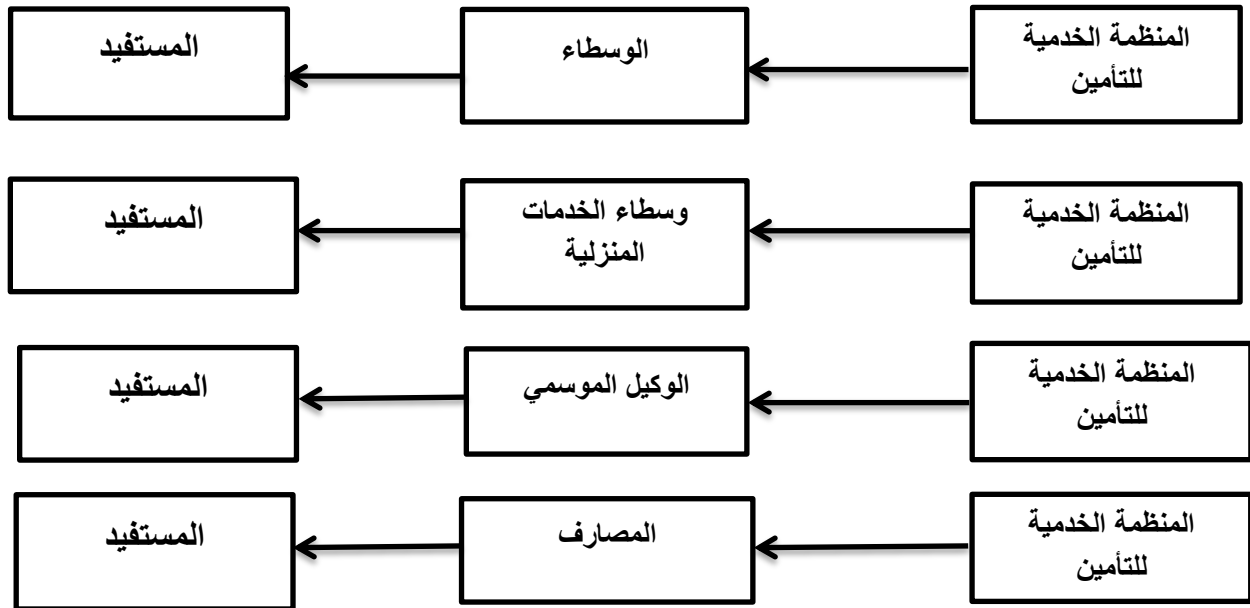 المنظمة الخدمية
للتأمين
الوسطاء
المستفيد
المنظمة الخدمية
للتأمين
وسطاء الخدمات
المنزلية
المستفيد
المنظمة الخدمية
للتأمين
الوكيل الموسمي
المستفيد
المنظمة الخدمية
للتأمين
المصارف
المستفيد